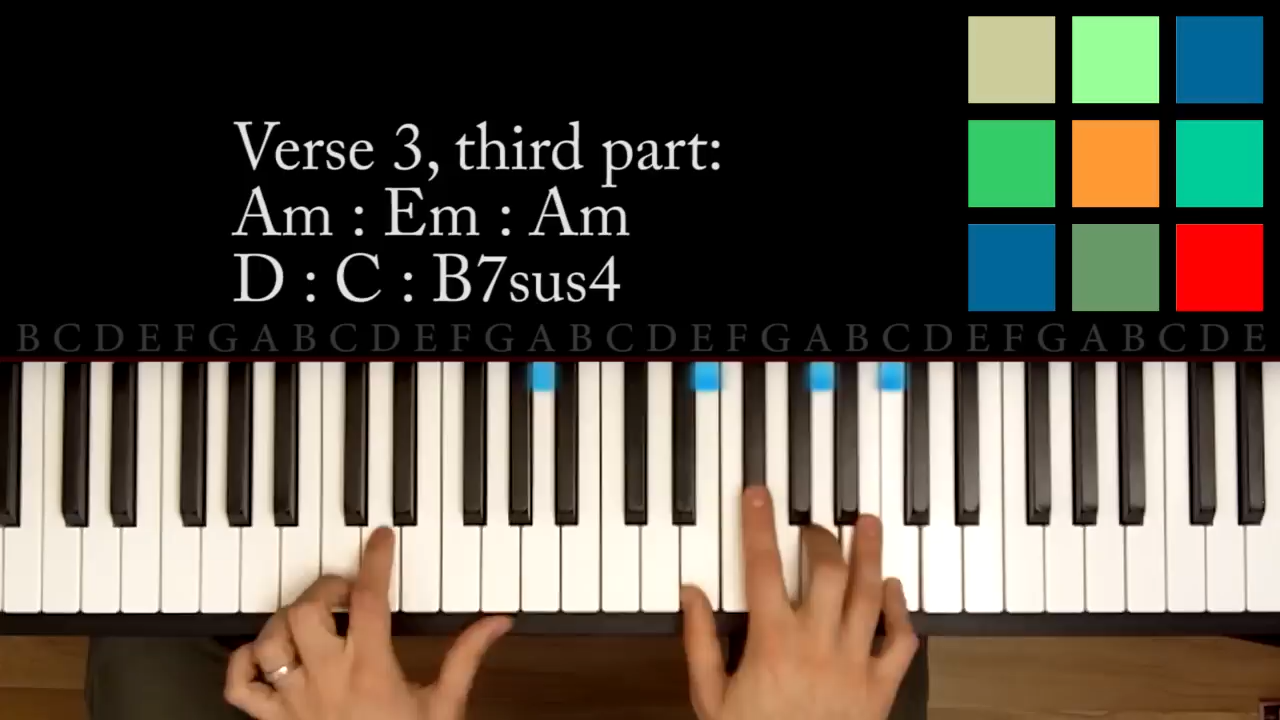 Verse 3, third part:
Am : Em : Am
D : C : B7sus4
B C D E F G A B C D E F G A B C D E F G A B C D E F G A B C D E